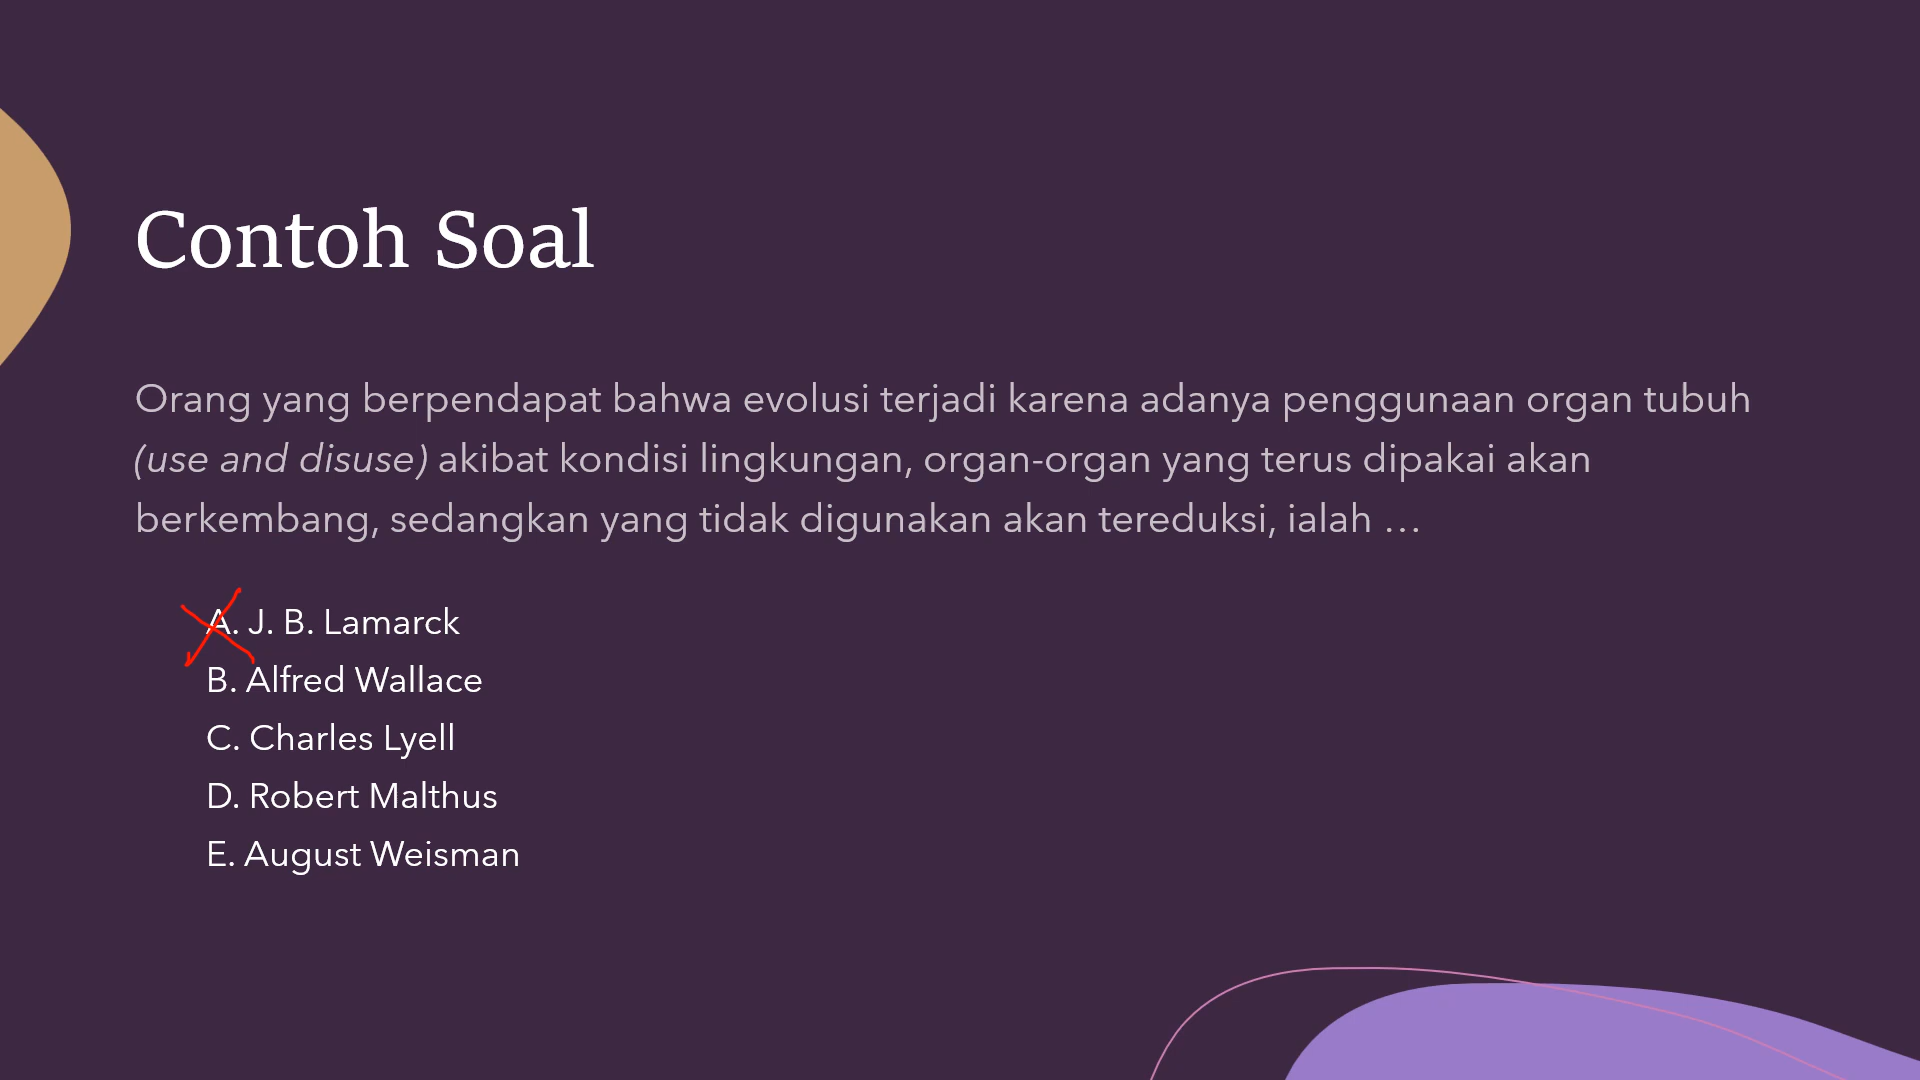 Contoh Soal
Orang yang berpendapat bahwa evolusi terjadi karena adanya penggunaan organ tubuh
(use and disuse) akibat kondisi lingkungan, organ-organ yang terus dipakai akan
berkembang, sedangkan yang tidak digunakan akan tereduksi, ialah …
A. J. B. Lamarck
B. Alfred Wallace
C. Charles Lyell
D. Robert Malthus
E. August Weisman